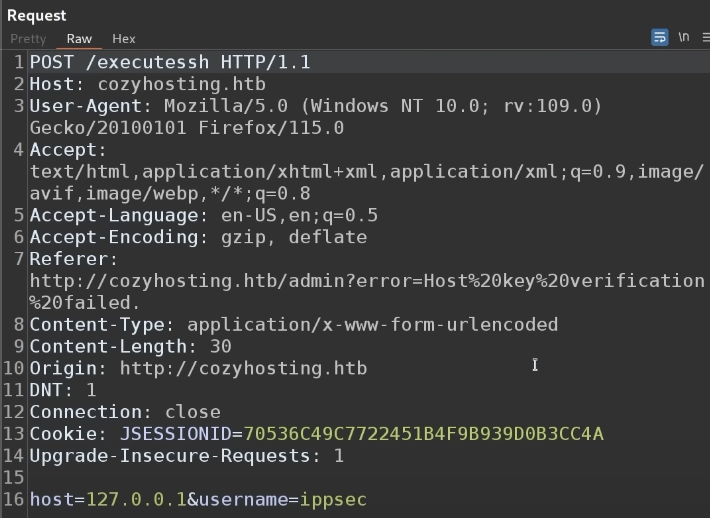 Request
Pretty Raw Hex
\n
1 POST /executessh HTTP/1.1
2 Host: cozyhosting.htb
3 User-Agent: Mozilla/5.0 (Windows NT 10.0; rv:109.0)
Gecko/20100101 Firefox/115.0
4 Accept:
text/html,application/xhtml+xml,application/xml;q=0.9,image/
avif,image/webp,*/*;q=0.8
5 Accept-Language: en-US,en;q=0.5
6 Accept-Encoding: gzip, deflate
7 Referer:
http://cozyhosting.htb/admin?error=Host%20key%20verification
%20failed.
8 Content-Type: application/x-www-form-urlencoded
9 Content-Length: 30
10 Origin: http://cozyhosting.htb
11 DNT: 1
12 Connection: close
13 Cookie: JSESSIONID=70536C49C7722451B4F9B939D0B3CC4A
14 Upgrade-Insecure-Requests: 1
15
16 host=127.0.0.1&username=ippsec